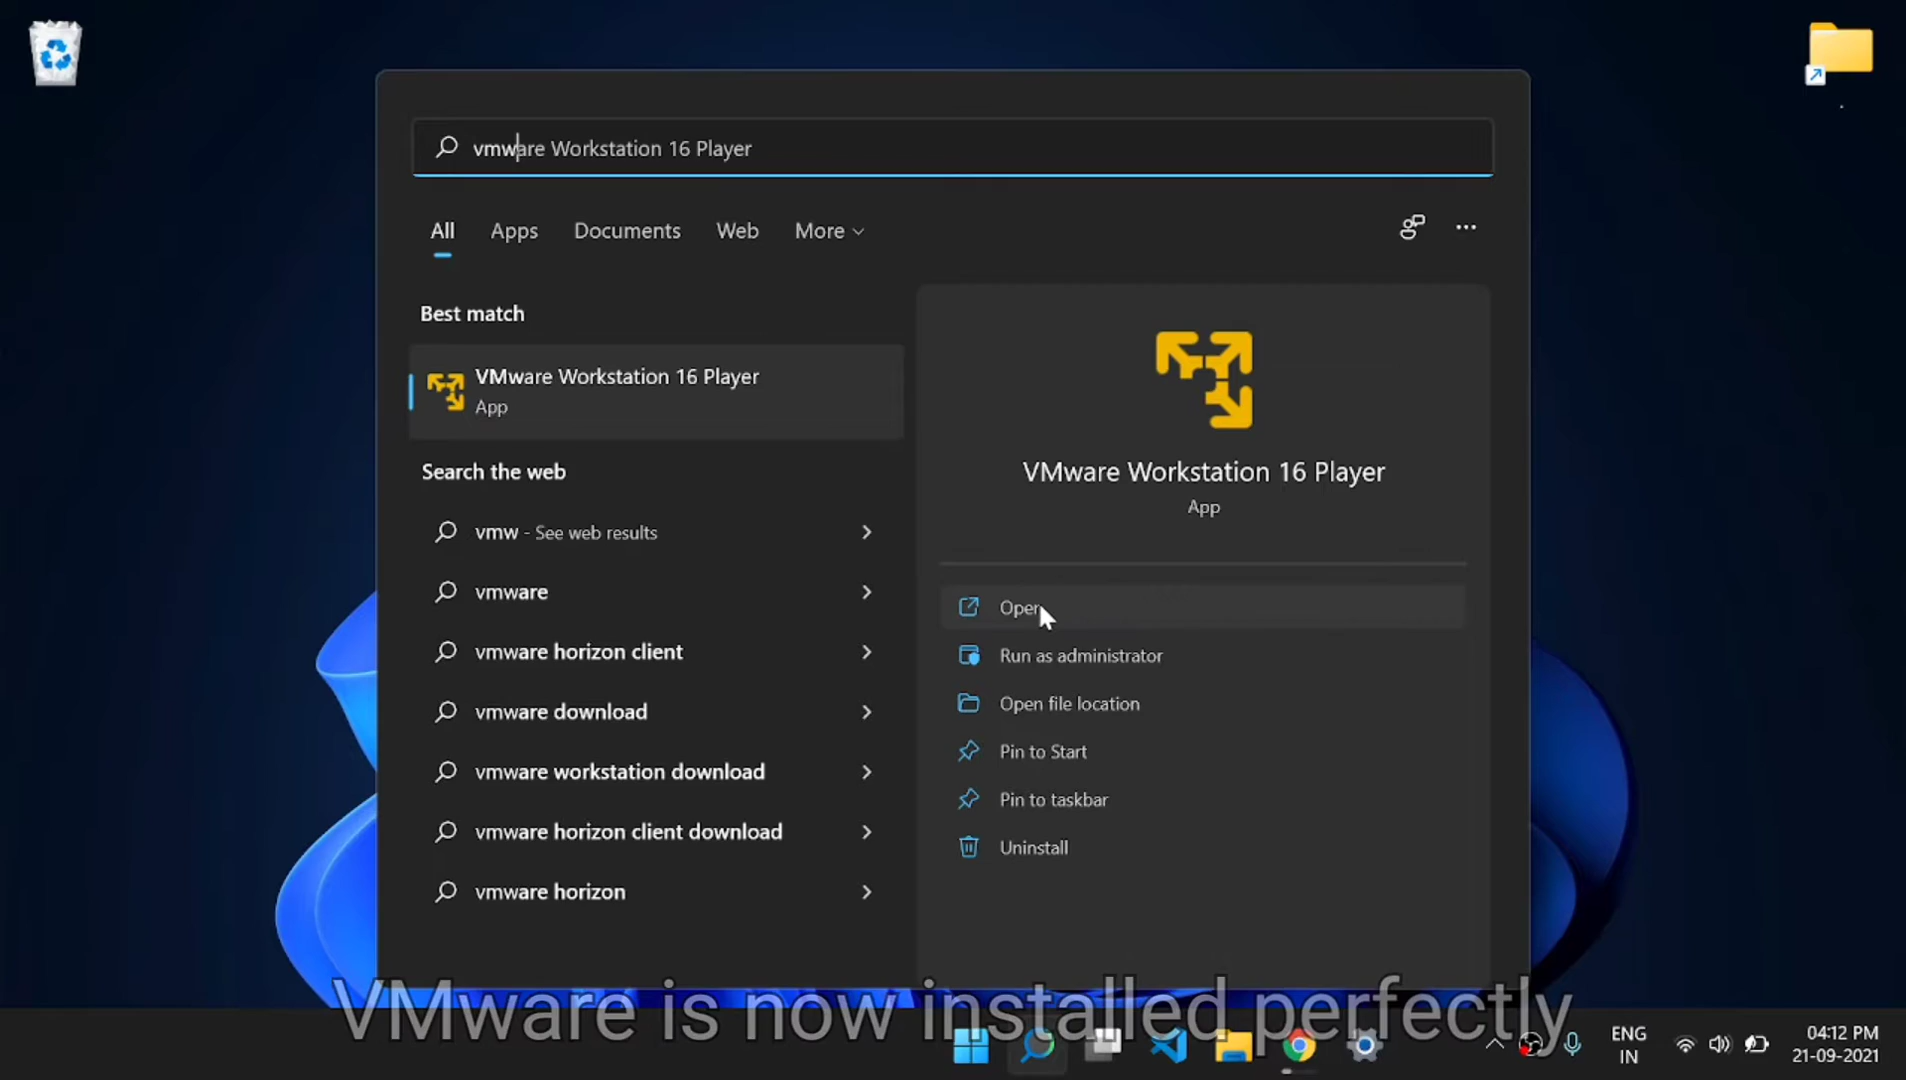 vmware Workstation 16 Player
All Apps Documents Web More
Best match
VMware Workstation 16 Player
App
Search the web
vmw - See web results
vmware
vmware horizon client
vmware download
vmware workstation download
vmware horizon client download
vmware horizon
VMware Workstation 16 Player
App
Open
Run as administrator
Open file location
Pin to Start
Pin to taskbar
Uninstall
VMware is now installed perfectly
ENG
IN
04:12 PM
21-09-2021